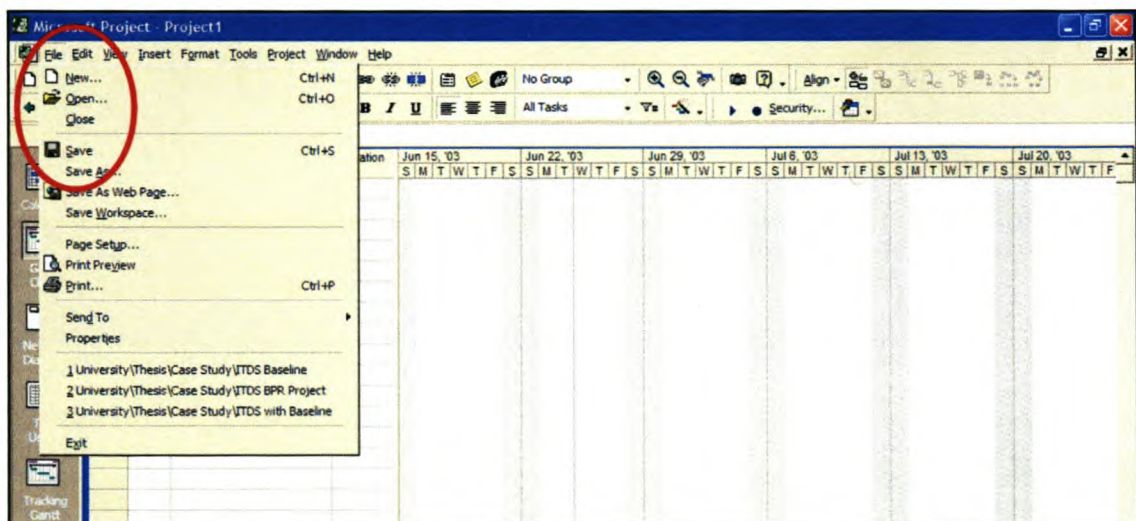 Microsoft Project - Project1
File Edit View Insert Format Tools Project Window Help
New... Ctrl+N
No Group
Align
Open... Ctrl+O
B I U
All Tasks
Security...
Close
Save Ctrl+S
Save As...
Save As Web Page...
Save Workspace...
Page Setup...
Print Preview
Print... Ctrl+P
Send To
Properties
1 University\Thesis\Case Study\ITDS Baseline
2 University\Thesis\Case Study\ITDS BPR Project
3 University\Thesis\Case Study\ITDS with Baseline
Exit
ation
Jun 15, '03 Jun 22, '03 Jun 29, '03 Jul 6, '03 Jul 13, '03 Jul 20, '03
S M T W T F S S M T W T F S S M T W T F S S M T W T F S S M T W T F S S M T W T F
Tracking
Gantt